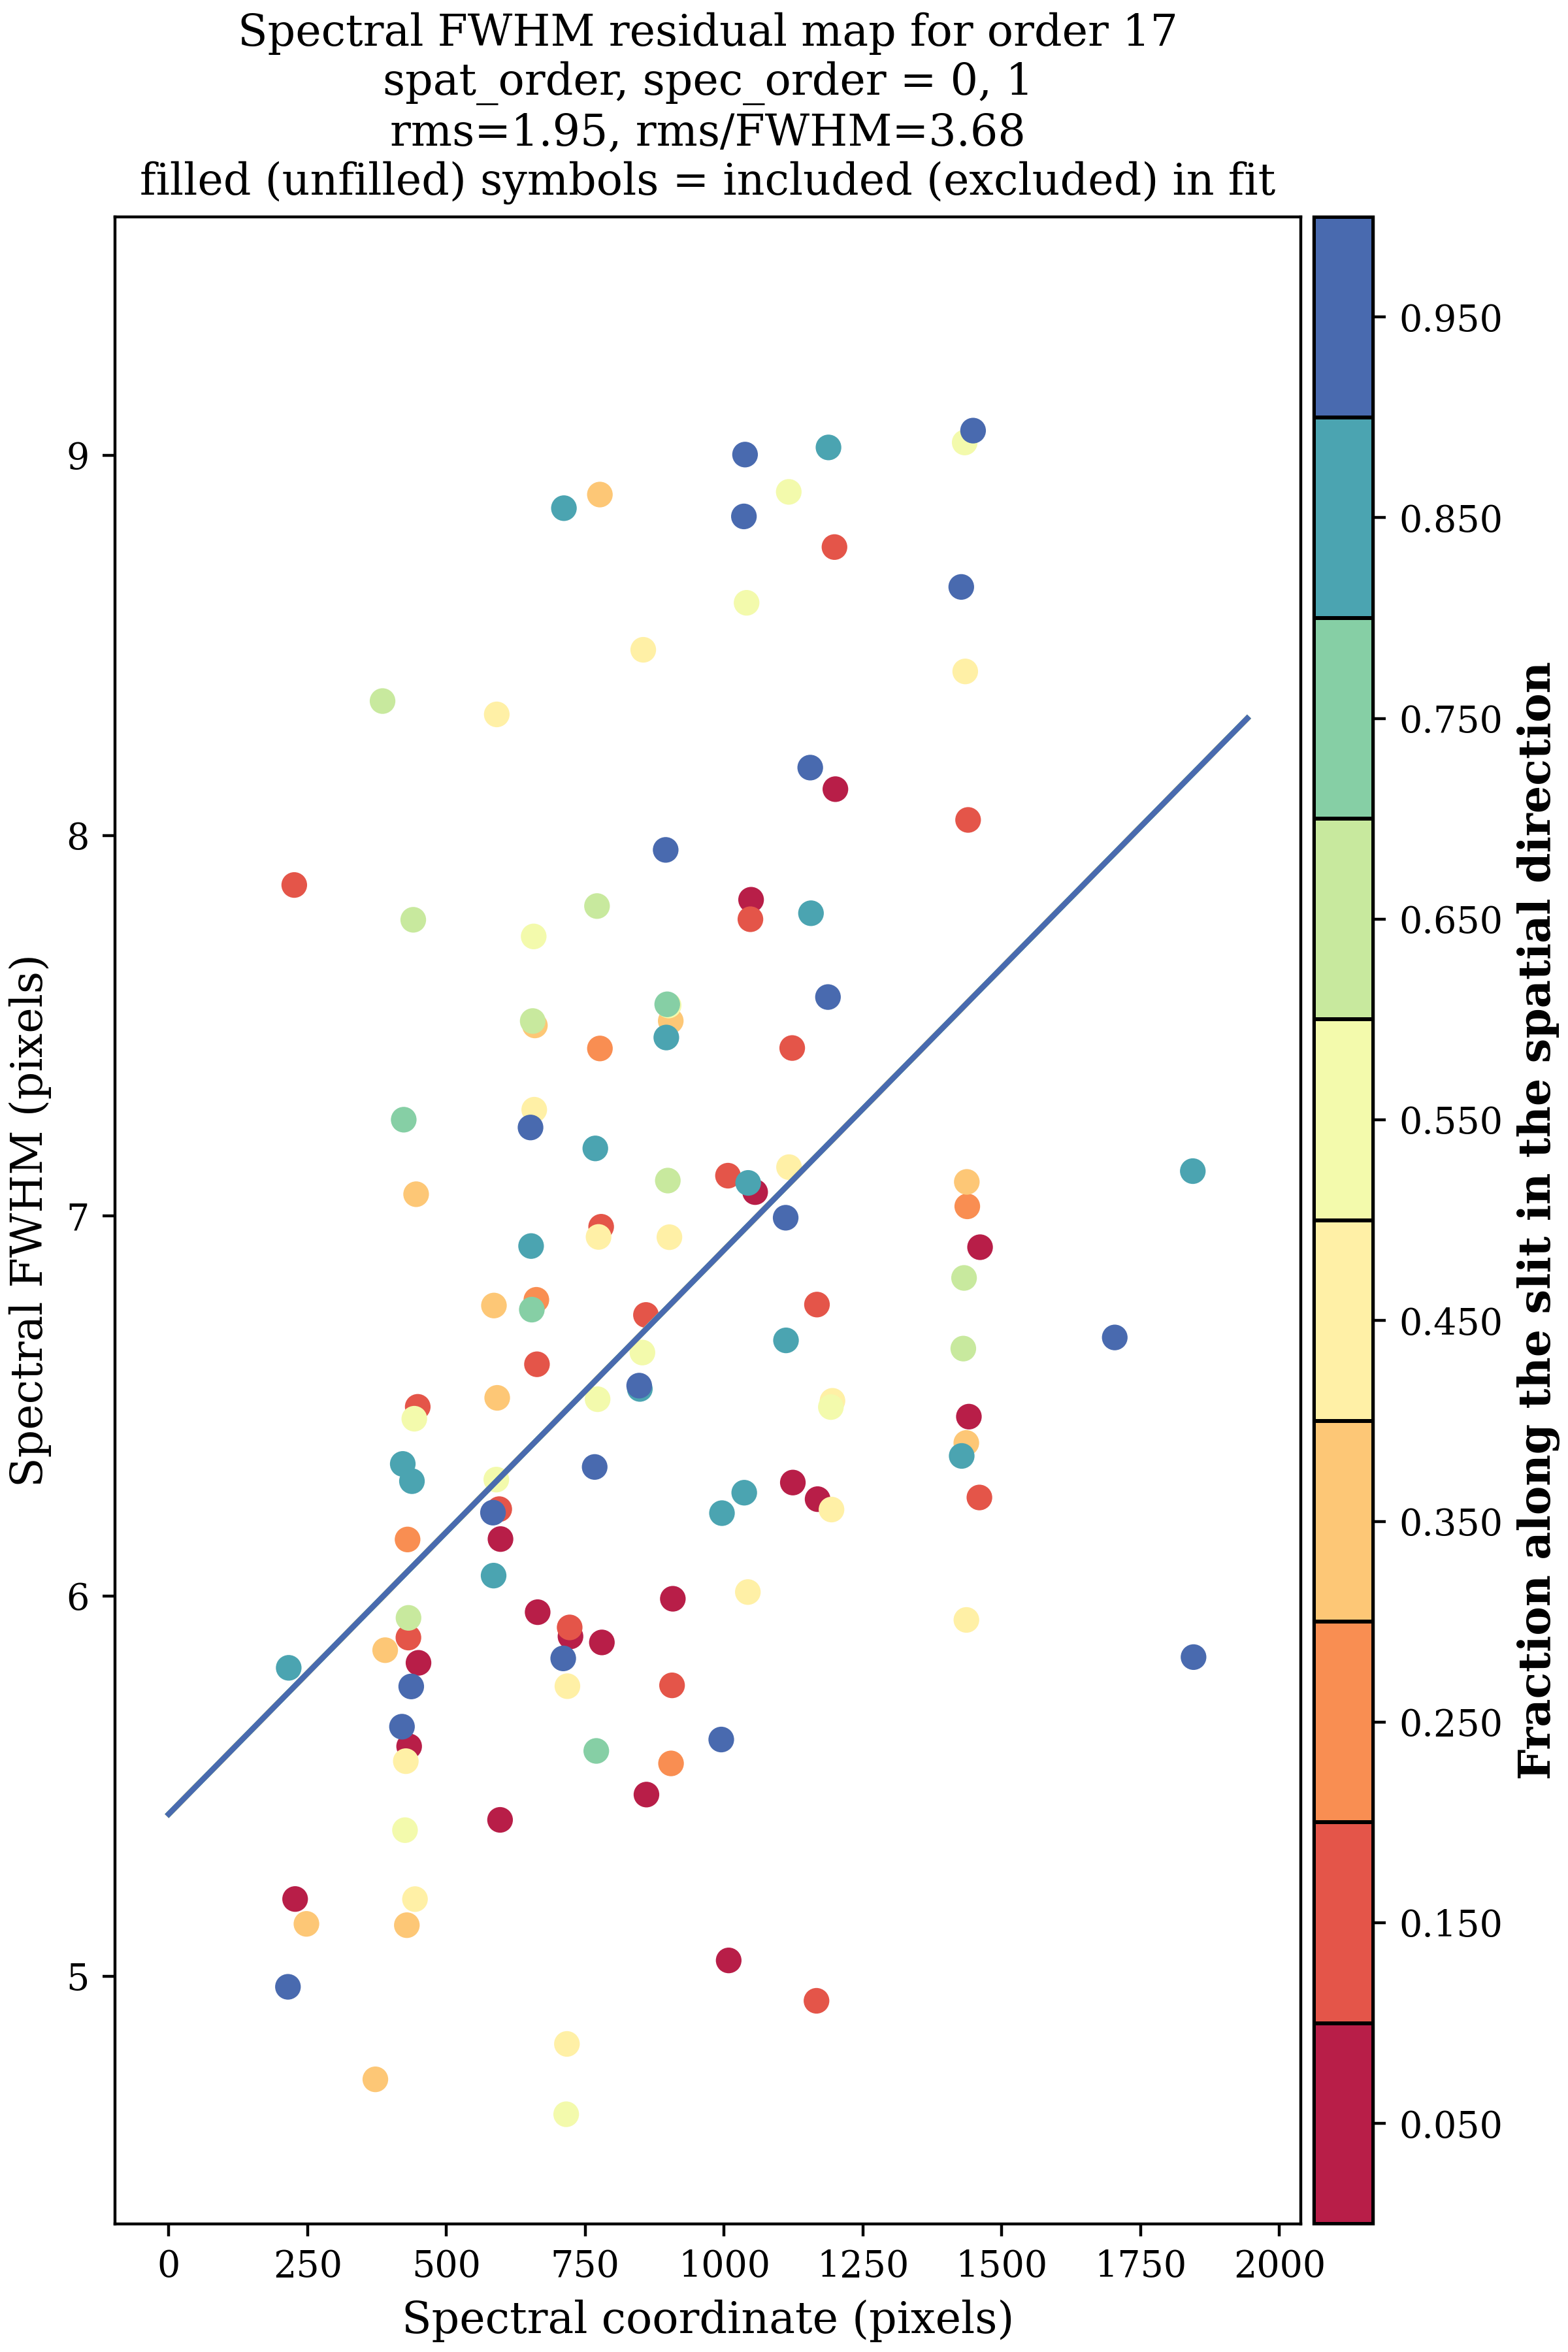 Spectral FWHM residual map for order 17
spat_order, spec_order = 0, 1
rms=1.95, rms/FWHM=3.68
filled (unfilled) symbols = included (excluded) in fit
Spectral FWHM (pixels)
9
8
7
6
5
0 250 500 750 1000 1250 1500 1750 2000
Spectral coordinate (pixels)
0.950
0.850
0.750
0.650
0.550
0.450
0.350
0.250
0.150
0.050
Fraction along the slit in the spatial direction